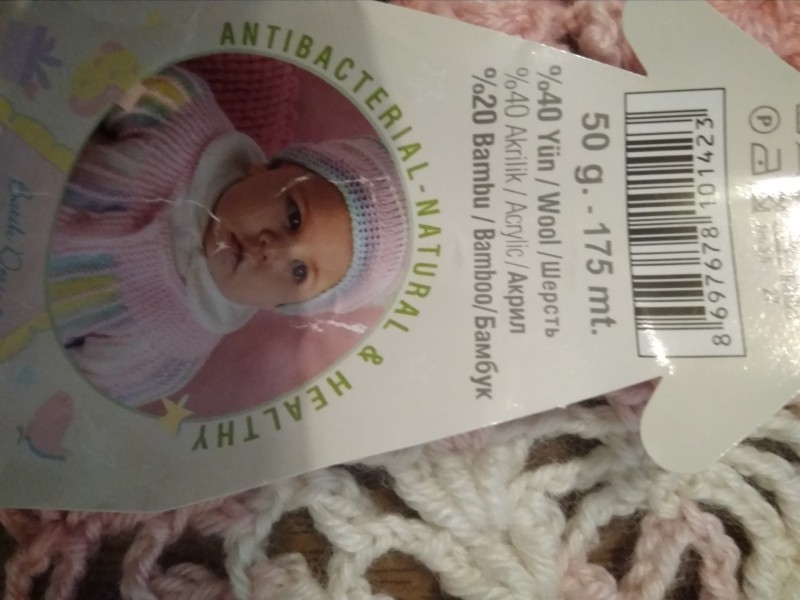 ANTIBACTERIAL-NATURAL & HEALTHY
50 g. - 175 mt.
%40 Yün / Wool / Шерсть
%40 Akrilik / Acrylic / Акрил
%20 Bambu / Bamboo / Бамбук
8 697678 101423
P